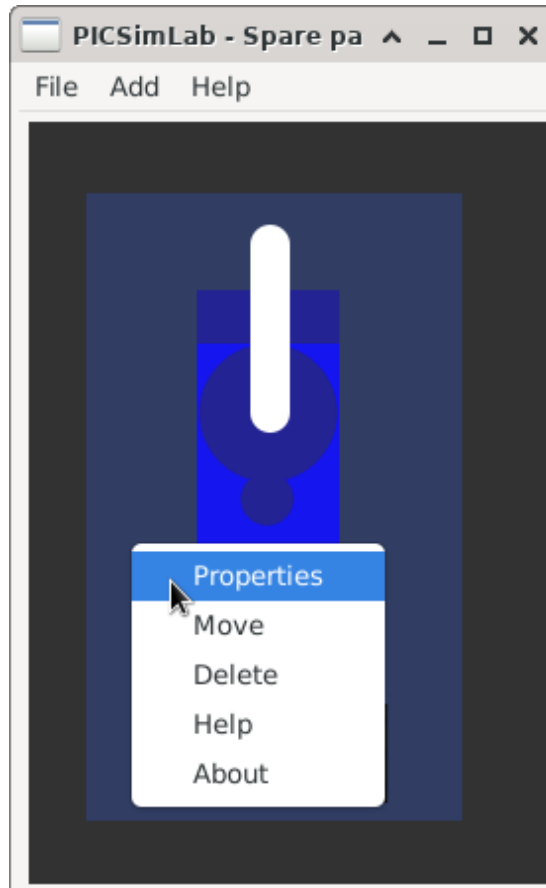 PICSimLab - Spare pa
File Add Help
Properties
Move
Delete
Help
About